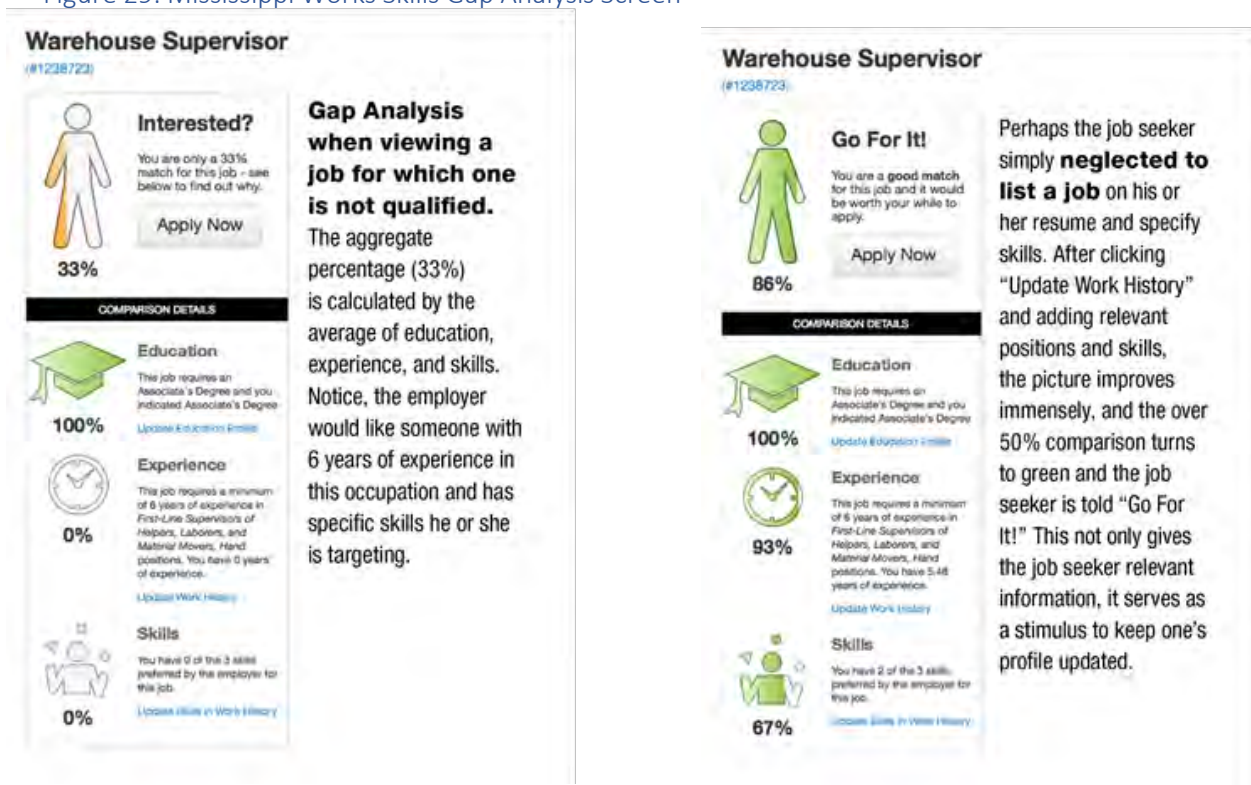 Figure 29. Mississippi Works Skills Gap Analysis Screen
Warehouse Supervisor
(#1238723)
Interested?
You are only a 33%
match for this job - see
below to find out why.
Apply Now
33%
COMPARISON DETAILS
Education
This job requires an
Associate's Degree and you
indicated Associate's Degree
100%
Update Education Profile
Experience
This job requires a minimum
of 6 years of experience in
First-Line Supervisors of
Helpers, Laborers, and
Material Movers, Hand
positions. You have 0 years
of experience.
0%
Update Work History
Skills
You have 0 of the 3 skills
preferred by the employer for
this job.
0%
Update Skills in Work History
Gap Analysis
when viewing a
job for which one
is not qualified.
The aggregate
percentage (33%)
is calculated by the
average of education,
experience, and skills.
Notice, the employer
would like someone with
6 years of experience in
this occupation and has
specific skills he or she
is targeting.
Warehouse Supervisor
(#1238723)
Go For It!
You are a good match
for this job and it would
be worth your while to
apply.
Apply Now
86%
COMPARISON DETAILS
Education
This job requires an
Associate's Degree and you
indicated Associate's Degree
100%
Update Education Profile
Experience
This job requires a minimum
of 6 years of experience in
First-Line Supervisors of
Helpers, Laborers, and
Material Movers, Hand
positions. You have 5.48
years of experience.
93%
Update Work History
Skills
You have 2 of the 3 skills
preferred by the employer for
this job.
67%
Update Skills in Work History
Perhaps the job seeker
simply neglected to
list a job on his or
her resume and specify
skills. After clicking
“Update Work History”
and adding relevant
positions and skills,
the picture improves
immensely, and the over
50% comparison turns
to green and the job
seeker is told “Go For
It!” This not only gives
the job seeker relevant
information, it serves as
a stimulus to keep one’s
profile updated.